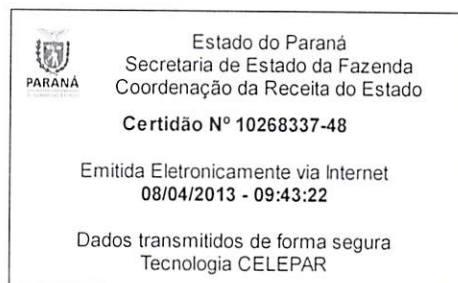 Estado do Paraná
Secretaria de Estado da Fazenda
PARANÁ
Coordenação da Receita do Estado
Certidão Nº 10268337-48
Emitida Eletronicamente via Internet
08/04/2013 - 09:43:22
Dados transmitidos de forma segura
Tecnologia CELEPAR